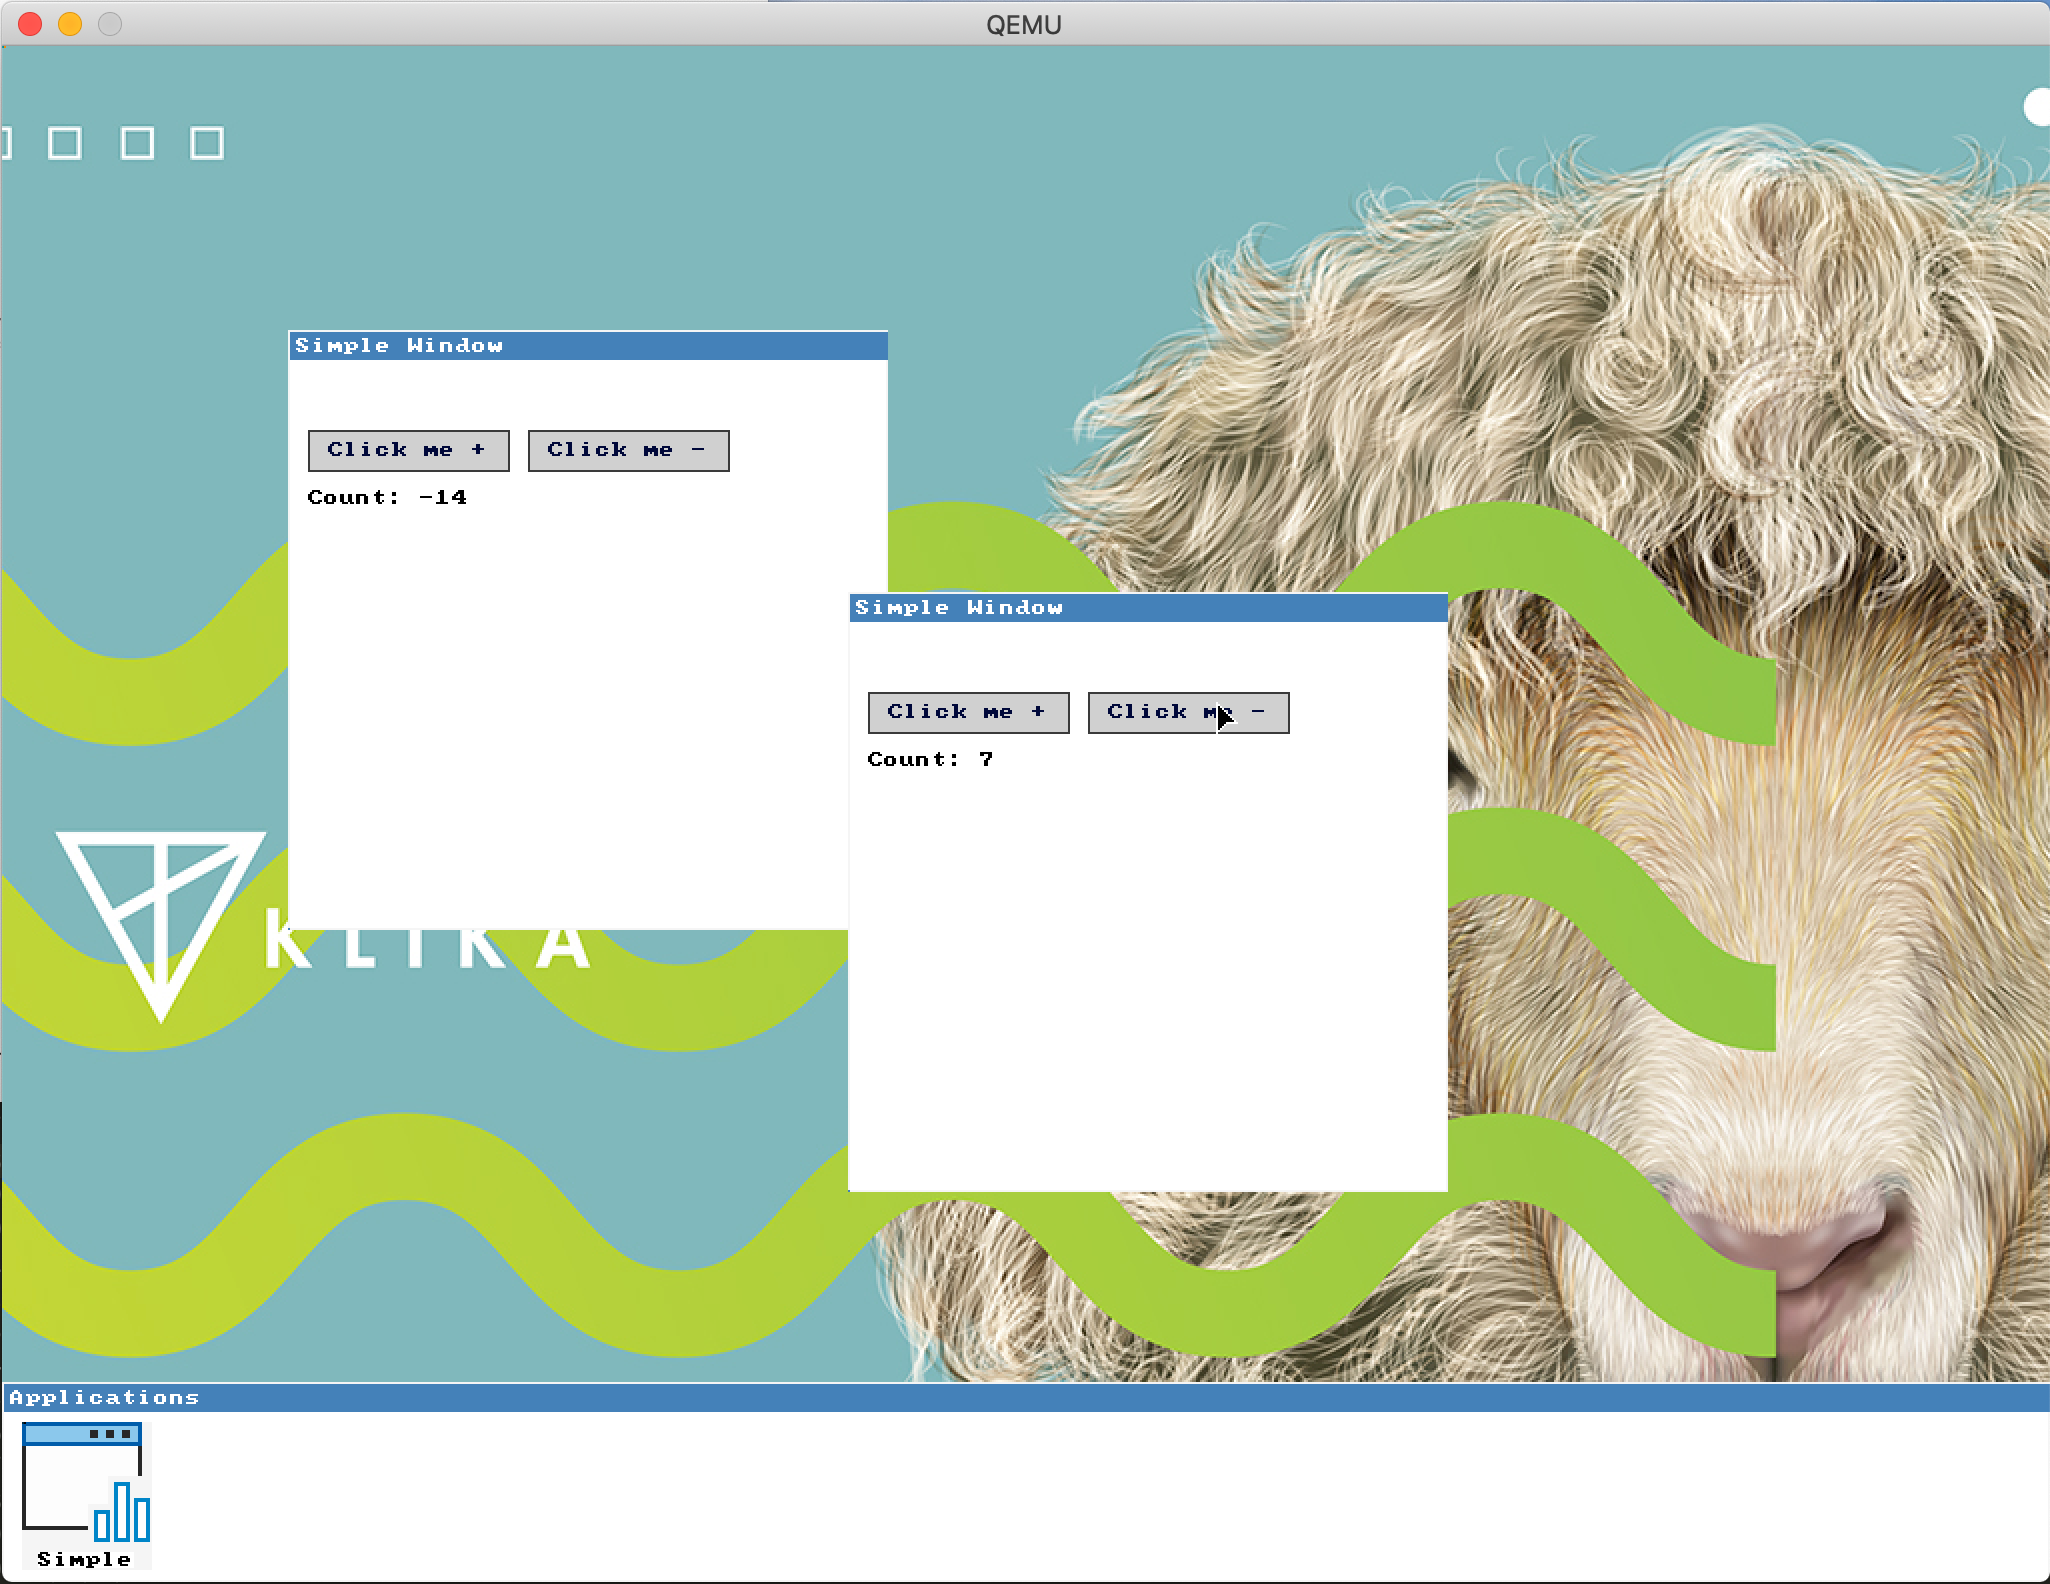 QEMU
Simple Window
Click me + Click me -
Count: -14
Simple Window
Click me + Click me -
Count: 7
KLIKA
Applications
Simple